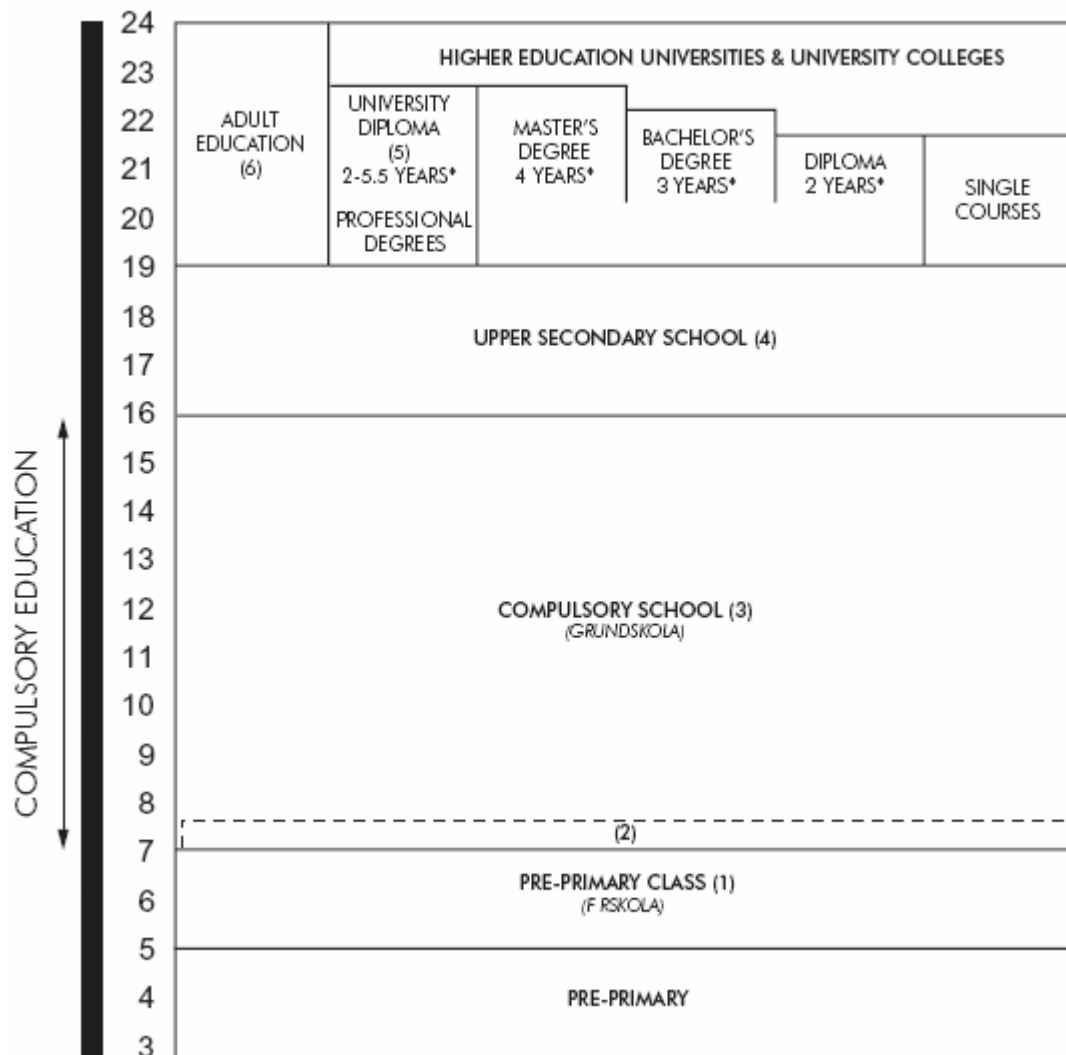 24
23
22
21
20
19
18
17
16
15
14
13
12
11
10
9
8
7
6
5
4
3
COMPULSORY EDUCATION
HIGHER EDUCATION UNIVERSITIES & UNIVERSITY COLLEGES
ADULT
EDUCATION
(6)
UNIVERSITY
DIPLOMA
(5)
2-5.5 YEARS*
PROFESSIONAL
DEGREES
MASTER'S
DEGREE
4 YEARS*
BACHELOR'S
DEGREE
3 YEARS*
DIPLOMA
2 YEARS*
SINGLE
COURSES
UPPER SECONDARY SCHOOL (4)
COMPULSORY SCHOOL (3)
(GRUNDSKOLA)
(2)
PRE-PRIMARY CLASS (1)
(F RSKOLA)
PRE-PRIMARY